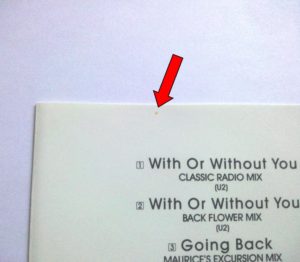 1 With Or Without You
CLASSIC RADIO MIX
(U2)
2 With Or Without You
BACK FLOWER MIX
(U2)
3 Going Back
MAURICE'S EXCURSION MIX